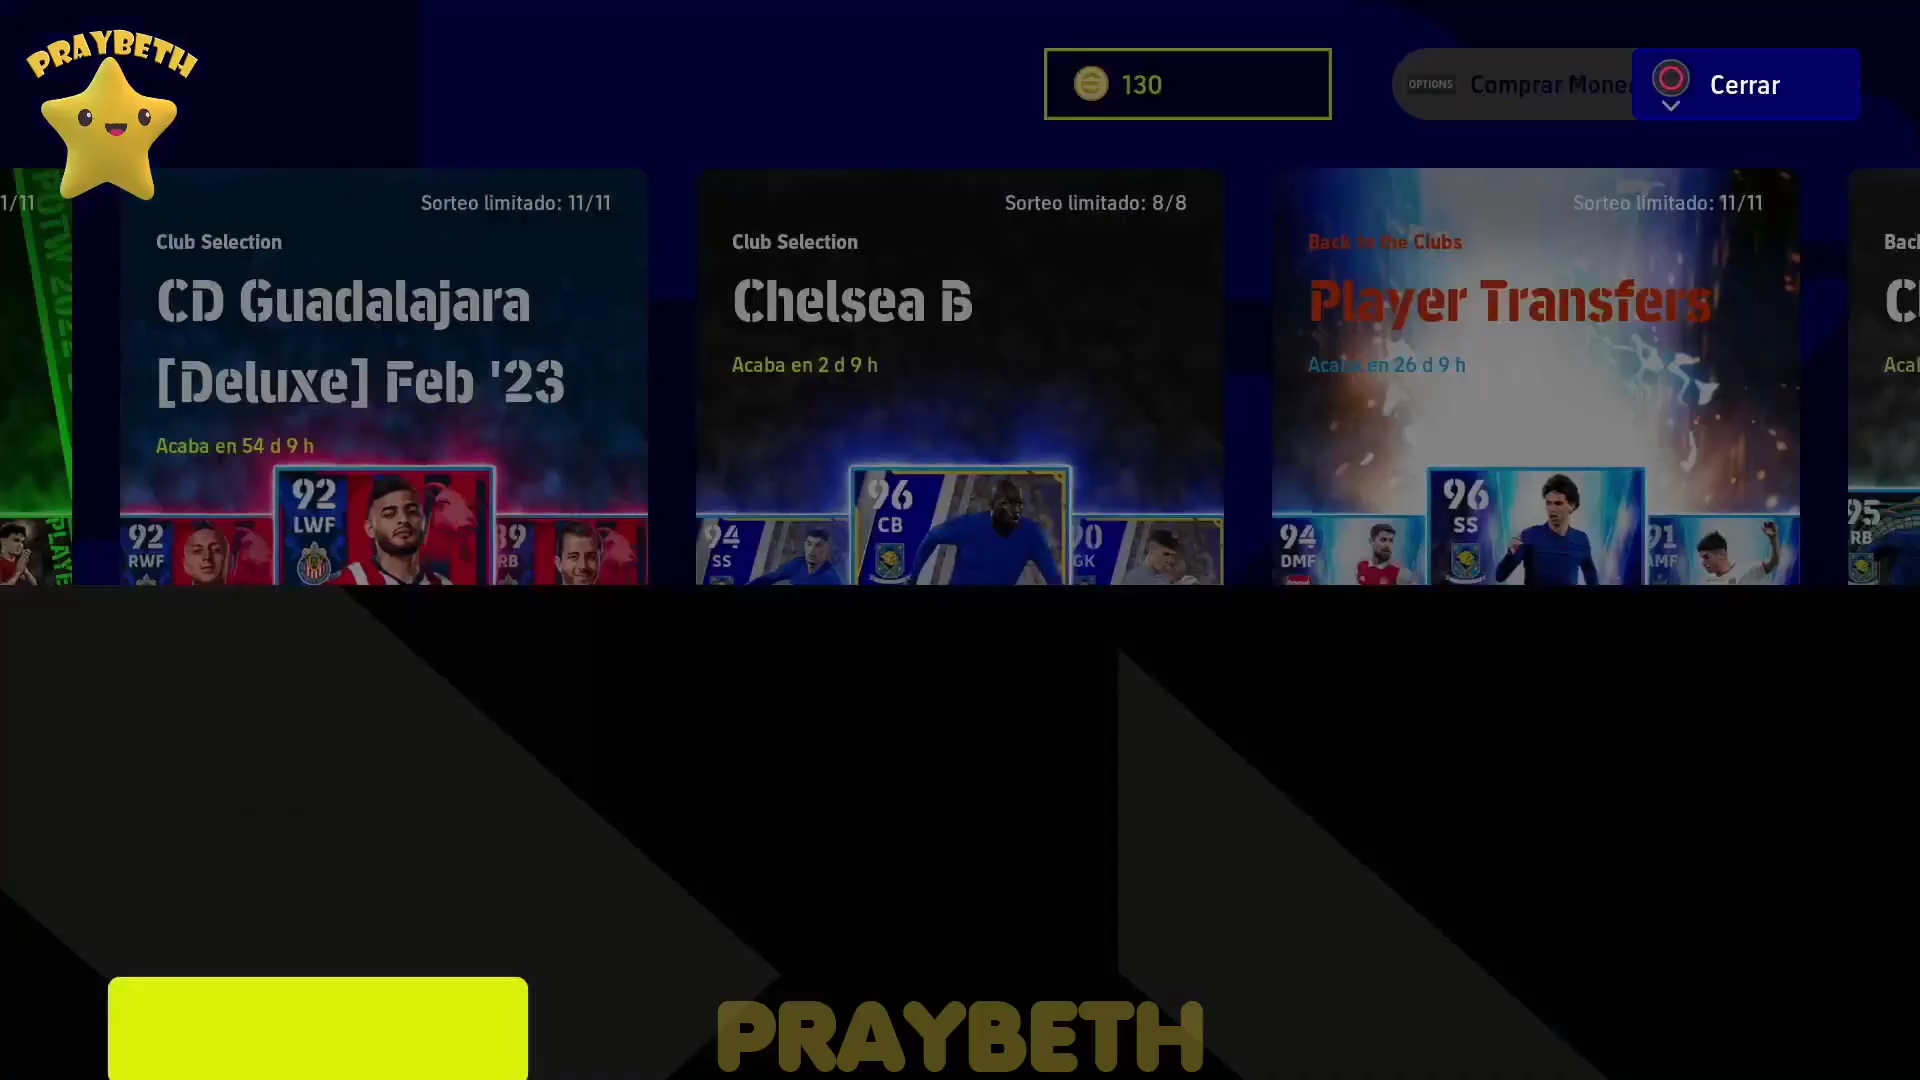 PRAYBETH
130
OPTIONS
Comprar Mone
Cerrar
1/11
POTW
Sorteo limitado: 11/11
Club Selection
CD Guadalajara
[Deluxe] Feb '23
Acaba en 54 d 9 h
92
RWF
92
LWF
89
RB
Sorteo limitado: 8/8
Club Selection
Chelsea B
Acaba en 2 d 9 h
94
SS
96
CB
90
GK
Sorteo limitado: 11/11
Back to the Clubs
Player Transfers
Acaba en 26 d 9 h
94
DMF
96
SS
91
AMF
Bac
C
Aca
95
RB
PRAYBETH